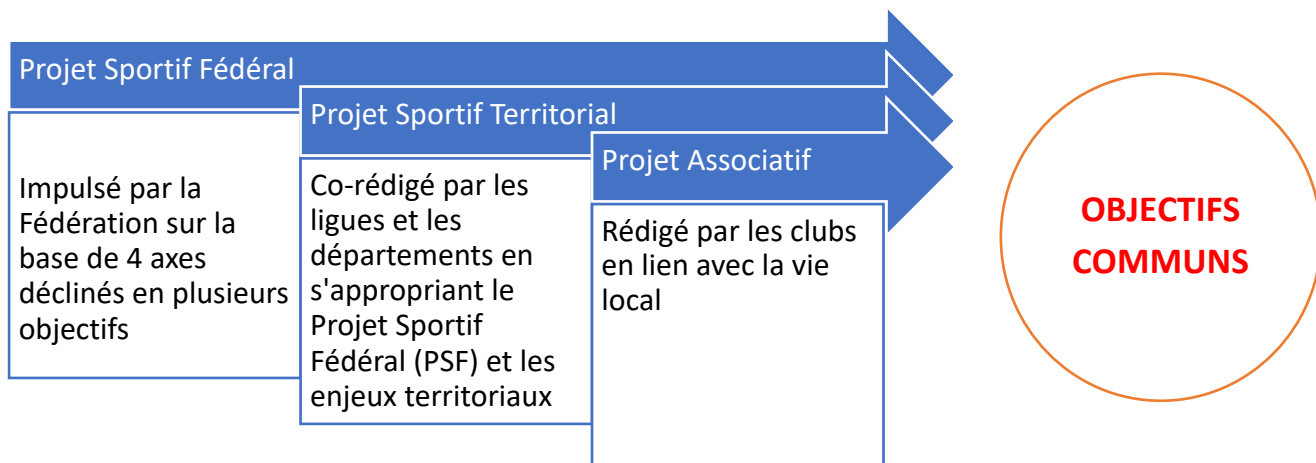 Projet Sportif Fédéral
Impulsé par la
Fédération sur la
base de 4 axes
déclinés en plusieurs
objectifs
Projet Sportif Territorial
Co-rédigé par les
ligues et les
départements en
s'appropriant le
Projet Sportif
Fédéral (PSF) et les
enjeux territoriaux
Projet Associatif
Rédigé par les clubs
en lien avec la vie
local
OBJECTIFS
COMMUNS